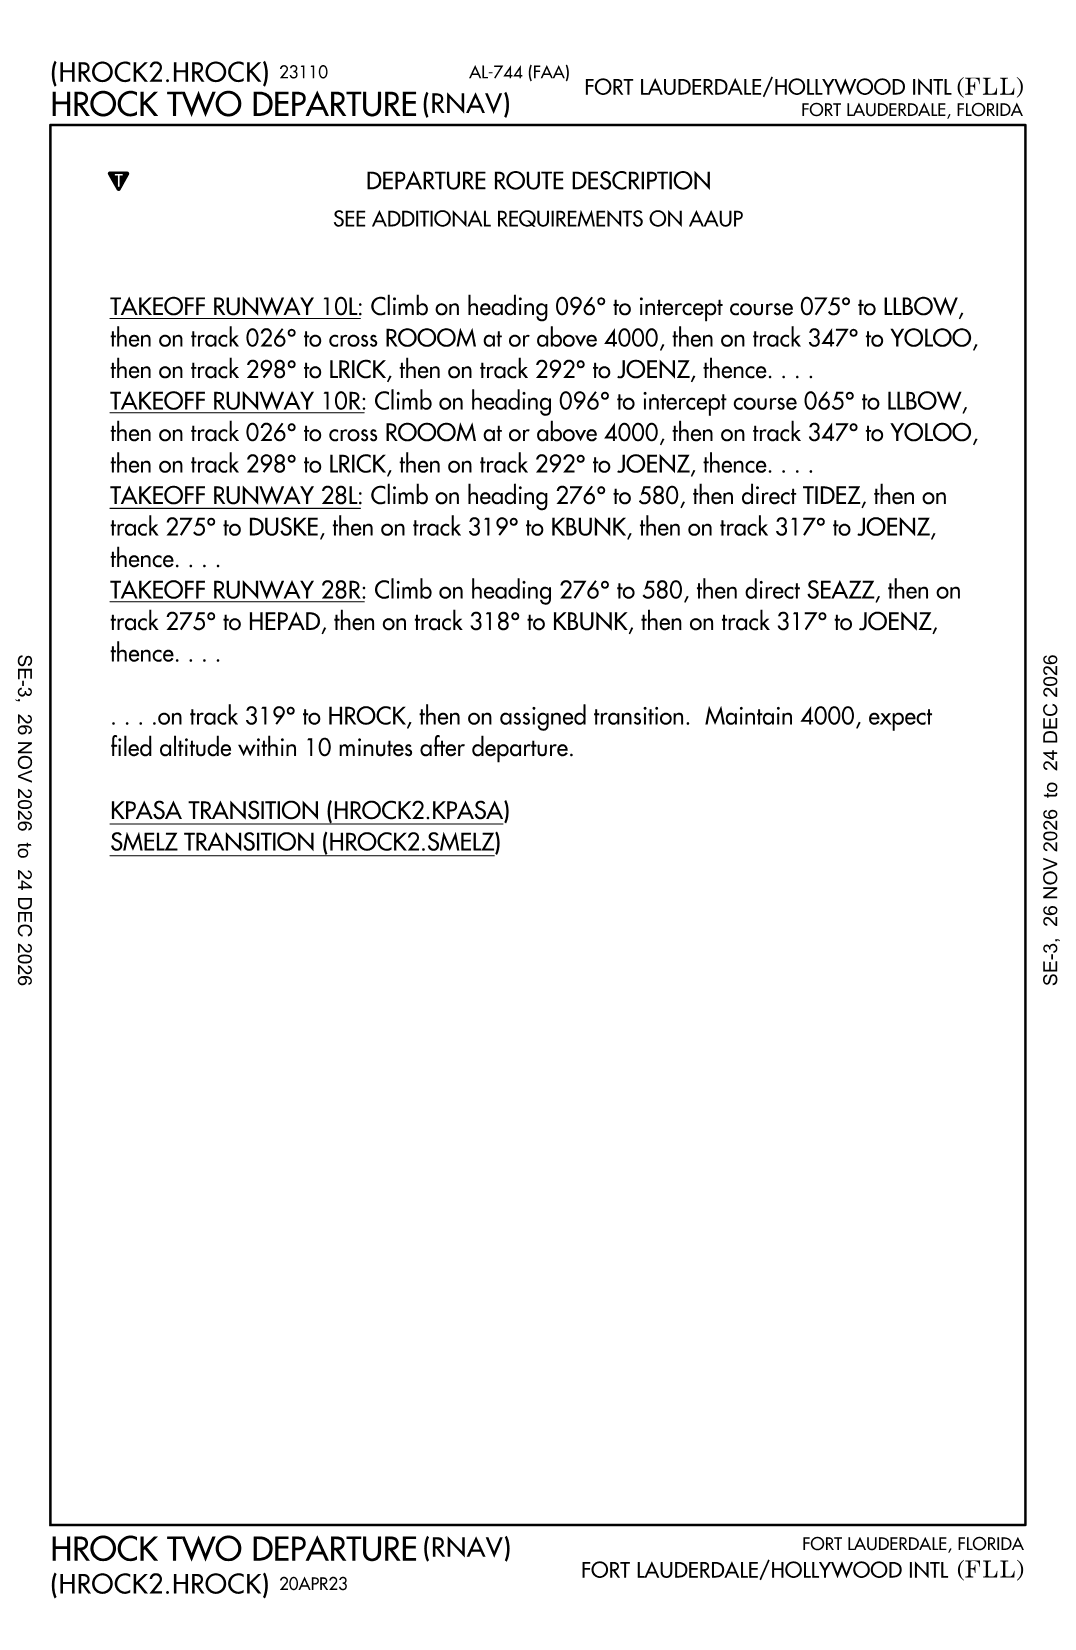 (HROCK2.HROCK) 23110 AL-744 (FAA) FORT LAUDERDALE/HOLLYWOOD INTL (FLL)
HROCK TWO DEPARTURE (RNAV) FORT LAUDERDALE, FLORIDA
T DEPARTURE ROUTE DESCRIPTION
SEE ADDITIONAL REQUIREMENTS ON AAUP
TAKEOFF RUNWAY 10L: Climb on heading 096° to intercept course 075° to LLBOW,
then on track 026° to cross ROOOM at or above 4000, then on track 347° to YOLOO,
then on track 298° to LRICK, then on track 292° to JOENZ, thence. . . .
TAKEOFF RUNWAY 10R: Climb on heading 096° to intercept course 065° to LLBOW,
then on track 026° to cross ROOOM at or above 4000, then on track 347° to YOLOO,
then on track 298° to LRICK, then on track 292° to JOENZ, thence. . . .
TAKEOFF RUNWAY 28L: Climb on heading 276° to 580, then direct TIDEZ, then on
track 275° to DUSKE, then on track 319° to KBUNK, then on track 317° to JOENZ,
thence. . . .
TAKEOFF RUNWAY 28R: Climb on heading 276° to 580, then direct SEAZZ, then on
track 275° to HEPAD, then on track 318° to KBUNK, then on track 317° to JOENZ,
thence. . . .
. . . .on track 319° to HROCK, then on assigned transition. Maintain 4000, expect
filed altitude within 10 minutes after departure.
KPASA TRANSITION (HROCK2.KPASA)
SMELZ TRANSITION (HROCK2.SMELZ)
SE-3, 26 NOV 2026 to 24 DEC 2026
SE-3, 26 NOV 2026 to 24 DEC 2026
HROCK TWO DEPARTURE (RNAV) FORT LAUDERDALE, FLORIDA
(HROCK2.HROCK) 20APR23 FORT LAUDERDALE/HOLLYWOOD INTL (FLL)